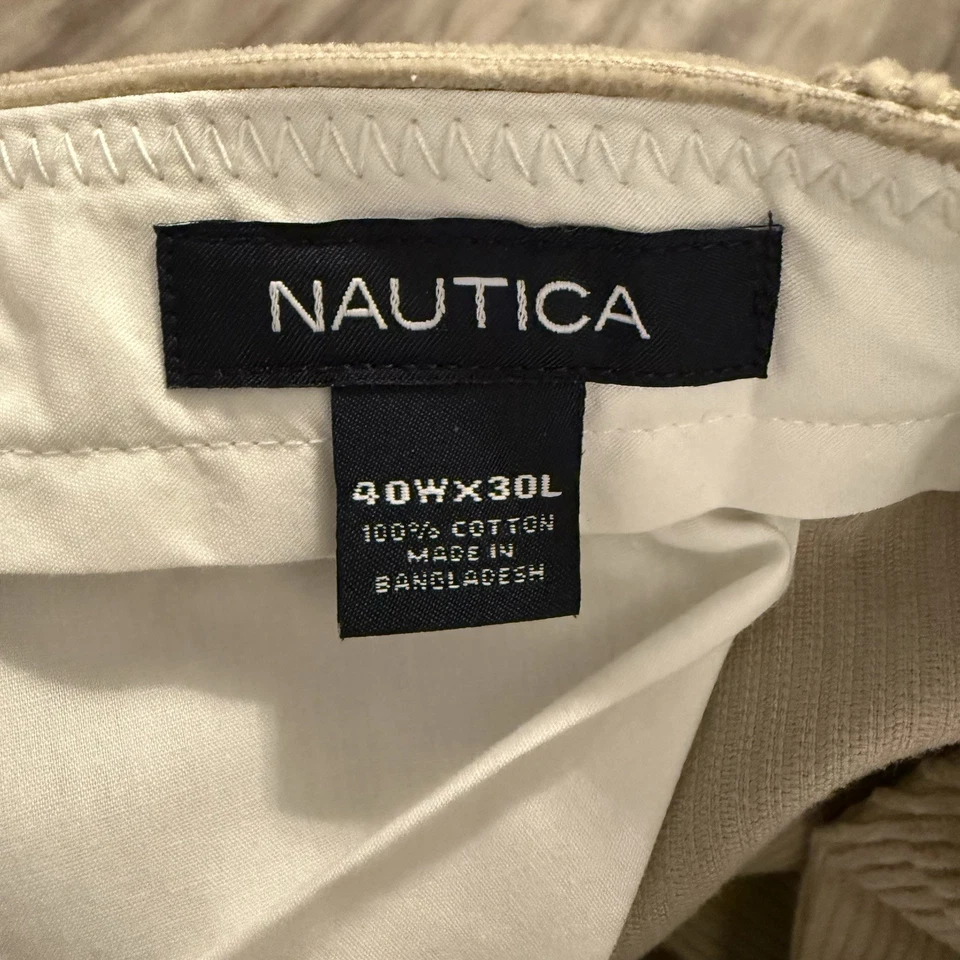 NAUTICA
40WX30L
100% COTTON
MADE IN
BANGLADESH